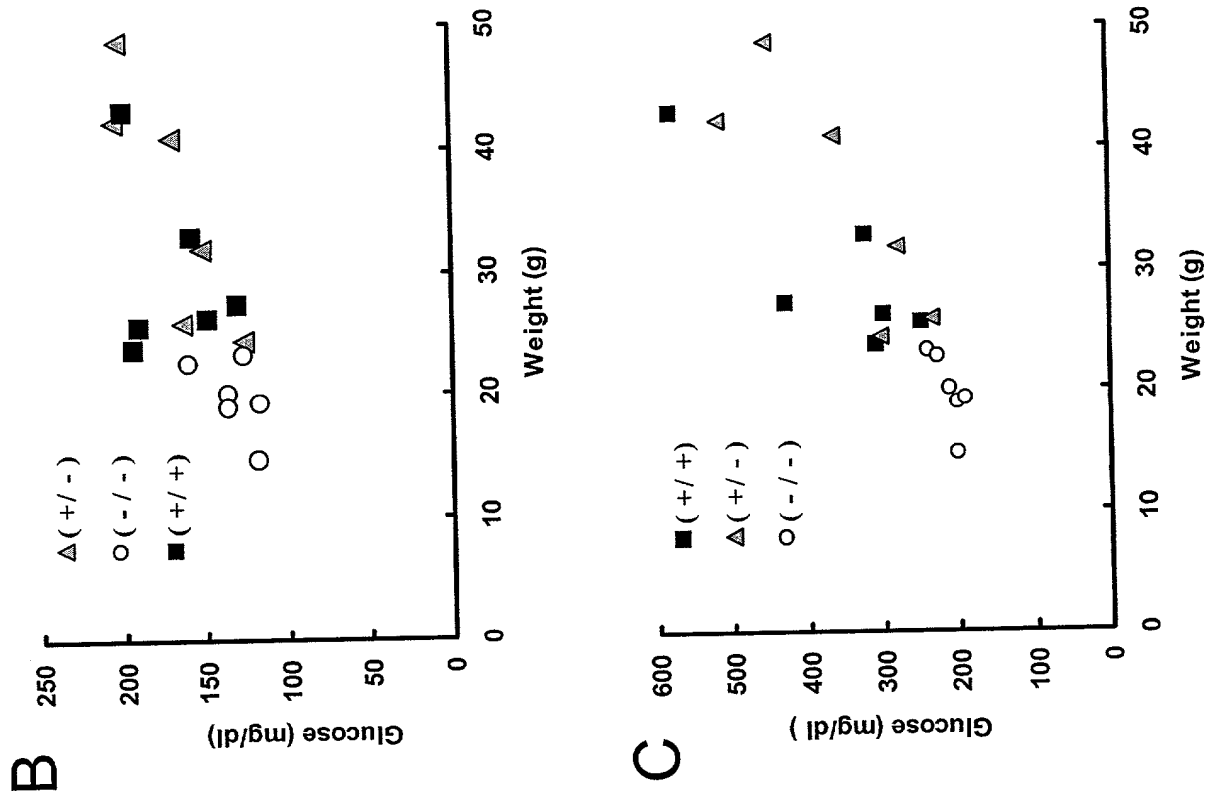 B
Glucose (mg/dl)
250
200
150
100
50
0
( + / - )
( - / - )
( + / + )
0
10
20
30
40
50
Weight (g)
C
Glucose (mg/dl )
600
500
400
300
200
100
0
( + / + )
( + / - )
( - / - )
0
10
20
30
40
50
Weight (g)